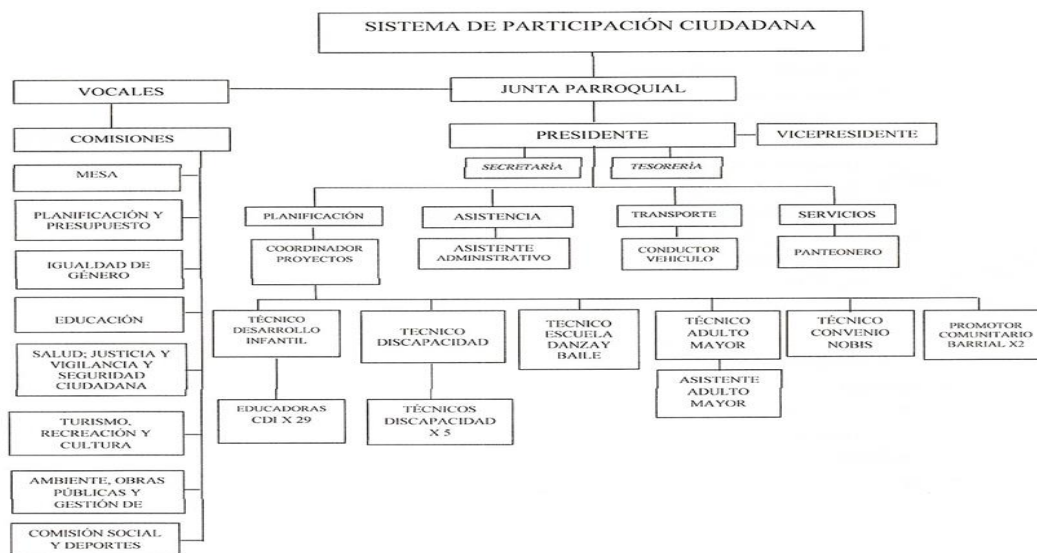 SISTEMA DE PARTICIPACIÓN CIUDADANA
VOCALES
JUNTA PARROQUIAL
COMISIONES
PRESIDENTE
VICEPRESIDENTE
SECRETARÍA
TESORERÍA
MESA
PLANIFICACIÓN Y
PRESUPUESTO
IGUALDAD DE
GÉNERO
EDUCACIÓN
SALUD; JUSTICIA Y
VIGILANCIA Y
SEGURIDAD
CIUDADANA
TURISMO,
RECREACIÓN Y
CULTURA
AMBIENTE, OBRAS
PÚBLICAS Y
GESTIÓN DE
COMISIÓN SOCIAL
Y DEPORTES
PLANIFICACIÓN
COORDINADOR
PROYECTOS
ASISTENCIA
ASISTENTE
ADMINISTRATIVO
TRANSPORTE
CONDUCTOR
VEHICULO
SERVICIOS
PANTEONERO
TÉCNICO
DESARROLLO
INFANTIL
EDUCADORAS
CDI X 29
TECNICO
DISCAPACIDAD
TÉCNICOS
DISCAPACIDAD
X 5
TECNICO
ESCUELA
DANZA Y
BAILE
TÉCNICO
ADULTO
MAYOR
ASISTENTE
ADULTO
MAYOR
TÉCNICO
CONVENIO
NOBIS
PROMOTOR
COMUNITARIO
BARRIAL X2